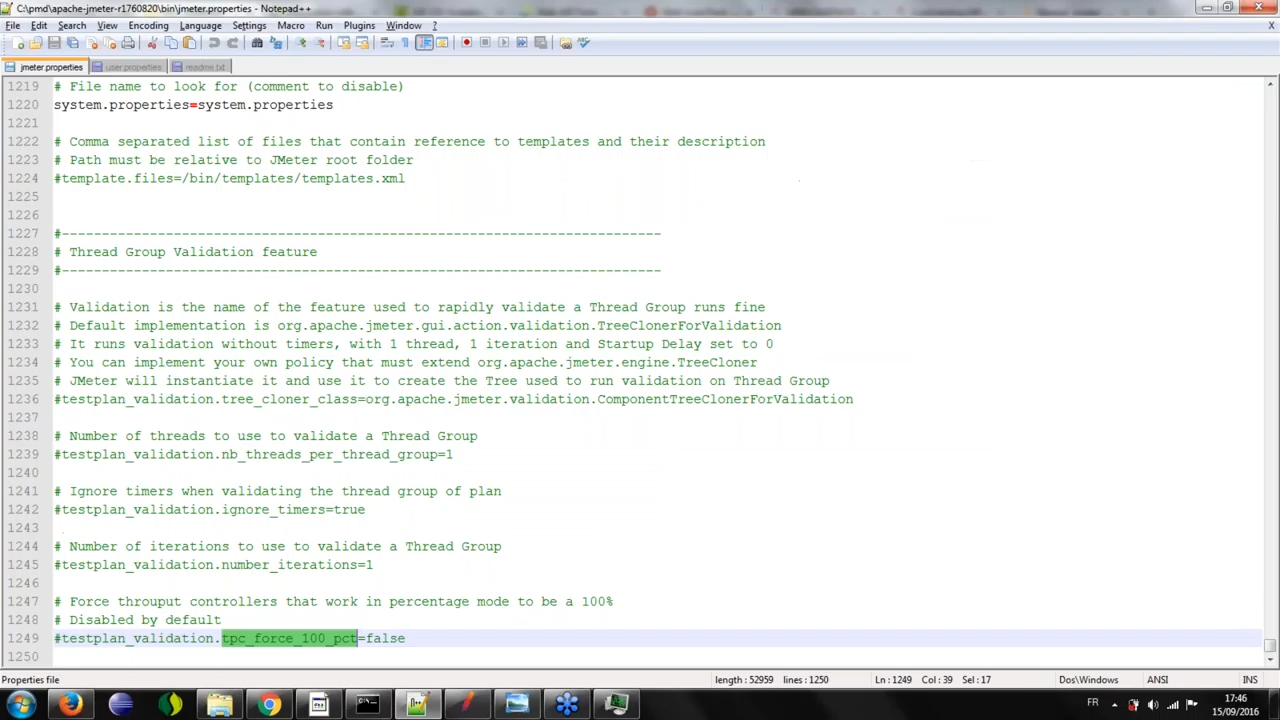 C:\pmd\apache-jmeter-r1760820\bin\jmeter.properties - Notepad++
File Edit Search View Encoding Language Settings Macro Run Plugins Window ? X
jmeter.properties user.properties readme.txt
1219 # File name to look for (comment to disable)
1220 system.properties=system.properties
1221
1222 # Comma separated list of files that contain reference to templates and their description
1223 # Path must be relative to JMeter root folder
1224 #template.files=/bin/templates/templates.xml
1225
1226
1227 #---------------------------------------------------------------------------
1228 # Thread Group Validation feature
1229 #---------------------------------------------------------------------------
1230
1231 # Validation is the name of the feature used to rapidly validate a Thread Group runs fine
1232 # Default implementation is org.apache.jmeter.gui.action.validation.TreeClonerForValidation
1233 # It runs validation without timers, with 1 thread, 1 iteration and Startup Delay set to 0
1234 # You can implement your own policy that must extend org.apache.jmeter.engine.TreeCloner
1235 # JMeter will instantiate it and use it to create the Tree used to run validation on Thread Group
1236 #testplan_validation.tree_cloner_class=org.apache.jmeter.validation.ComponentTreeClonerForValidation
1237
1238 # Number of threads to use to validate a Thread Group
1239 #testplan_validation.nb_threads_per_thread_group=1
1240
1241 # Ignore timers when validating the thread group of plan
1242 #testplan_validation.ignore_timers=true
1243
1244 # Number of iterations to use to validate a Thread Group
1245 #testplan_validation.number_iterations=1
1246
1247 # Force throuput controllers that work in percentage mode to be a 100%
1248 # Disabled by default
1249 #testplan_validation.tpc_force_100_pct=false
1250
Properties file length : 52959 lines : 1250 Ln : 1249 Col : 39 Sel : 17 Dos\Windows ANSI INS
FR 17:46
15/09/2016